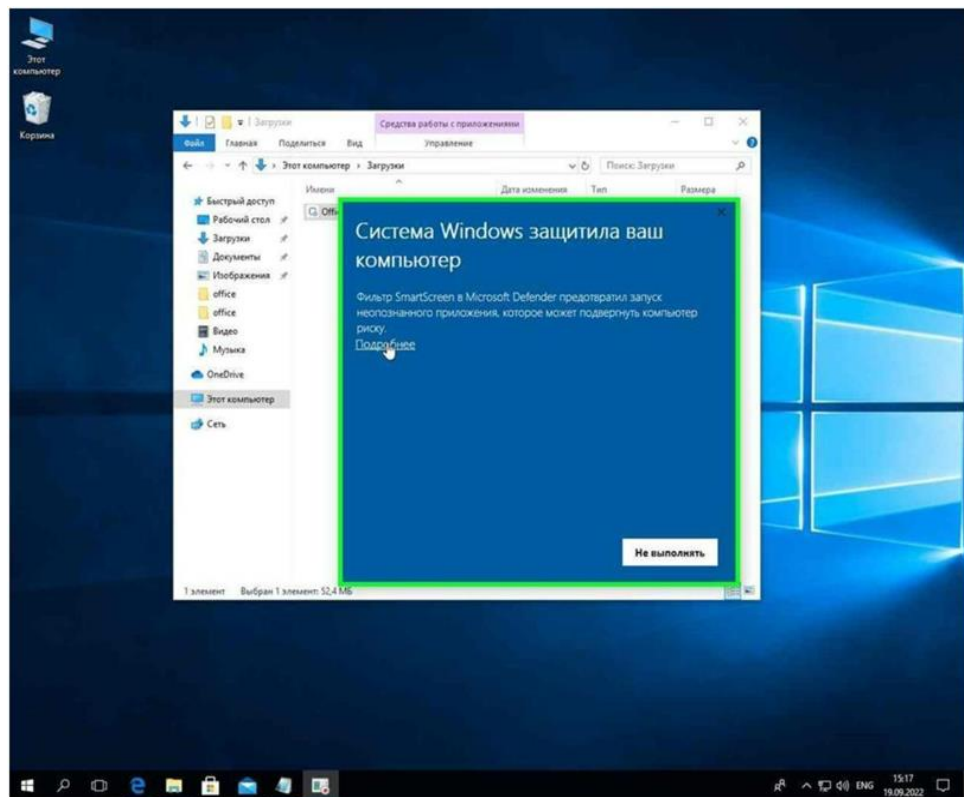 Этот
компьютер
Корзина
Загрузки
Средства работы с приложениями
Файл Главная Поделиться Вид Управление
Этот компьютер › Загрузки
Поиск: Загрузки
Имени Дата изменения Тип Размера
Быстрый доступ
Рабочий стол
Загрузки
Документы
Изображения
office
office
Видео
Музыка
OneDrive
Этот компьютер
Сеть
Система Windows защитила ваш
компьютер
Фильтр SmartScreen в Microsoft Defender предотвратил запуск
неопознанного приложения, которое может подвергнуть компьютер
риску.
Подробнее
Не выполнять
1 элемент Выбран 1 элемент: 52,4 МБ
ENG
15:17
19.09.2022